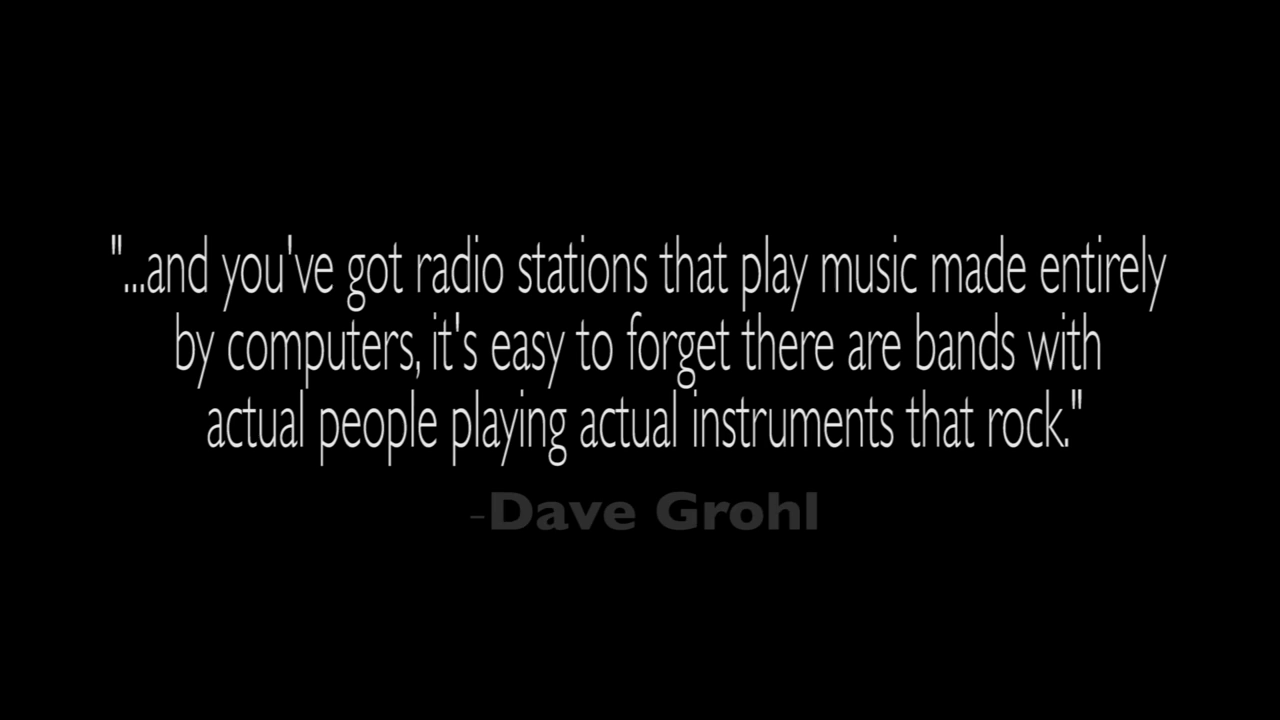 "...and you've got radio stations that play music made entirely
by computers, it's easy to forget there are bands with
actual people playing actual instruments that rock."
-Dave Grohl